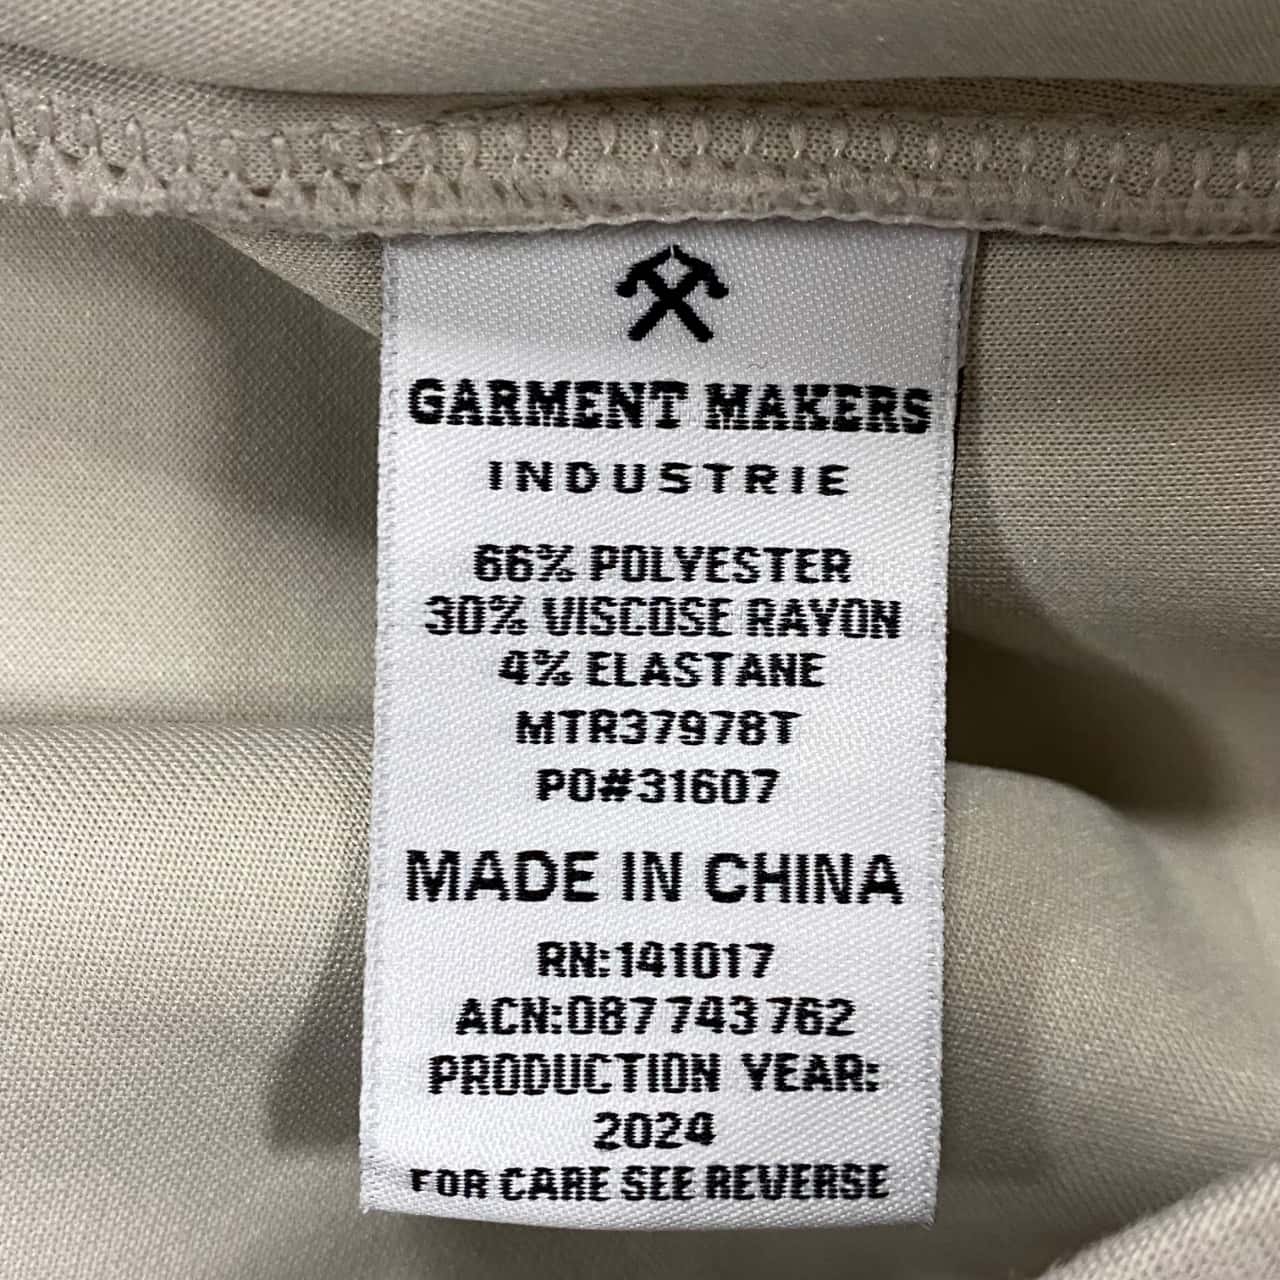 GARMENT MAKERS
INDUSTRIE
66% POLYESTER
30% VISCOSE RAYON
4% ELASTANE
MTR37978T
PO#31607
MADE IN CHINA
RN:141017
ACN:087 743 762
PRODUCTION YEAR:
2024
FOR CARE SEE REVERSE